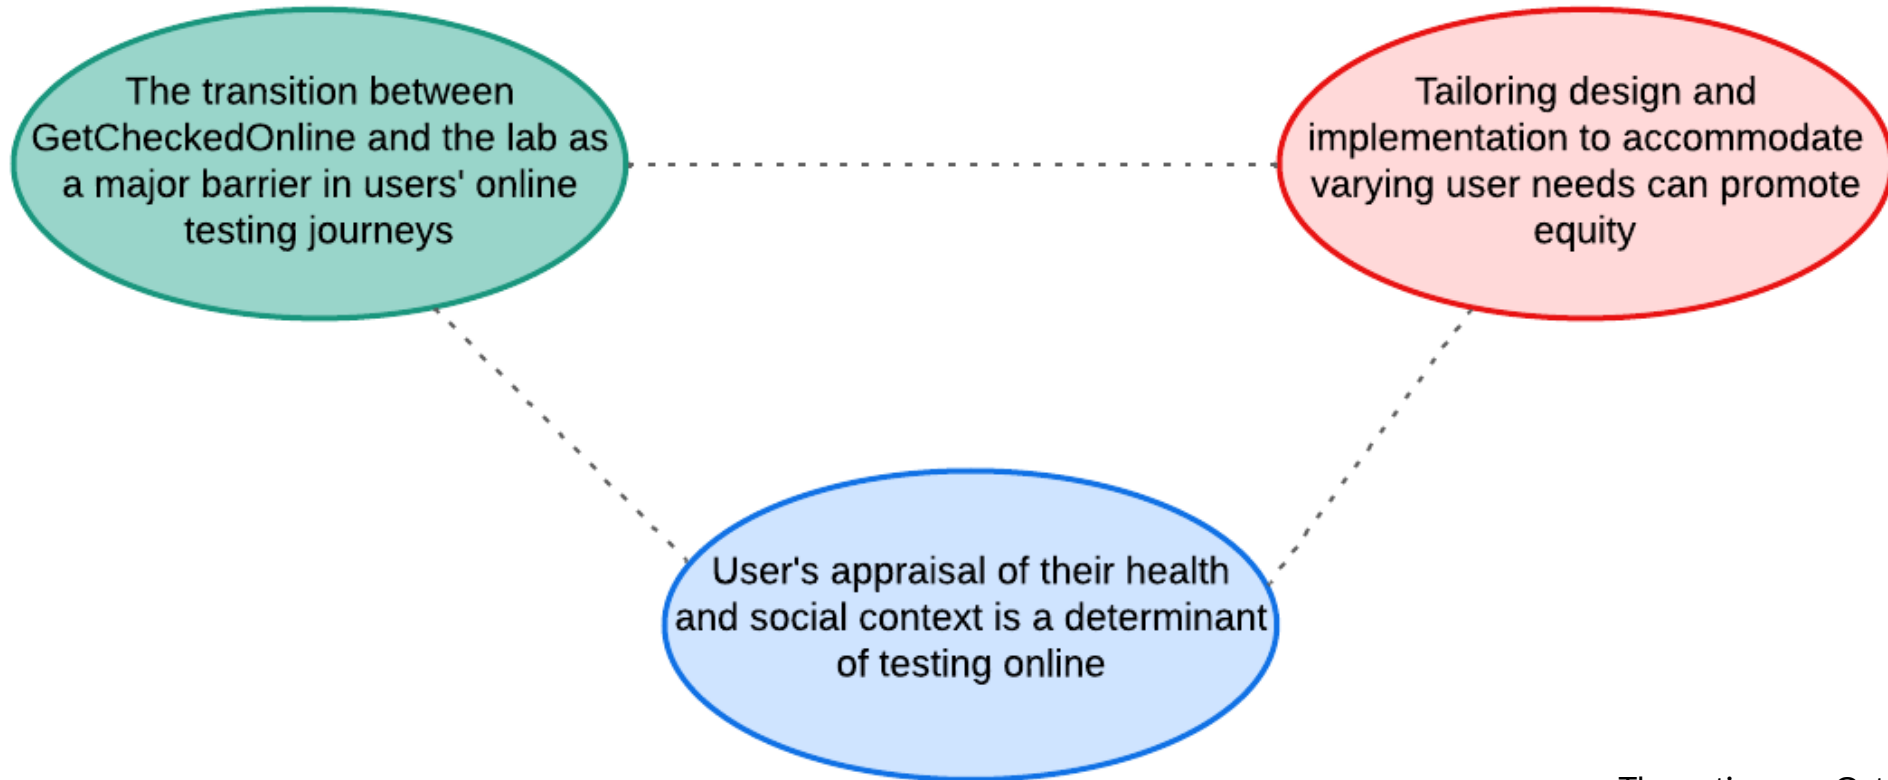 The transition between
GetCheckedOnline and the lab as
a major barrier in users' online
testing journeys
Tailoring design and
implementation to accommodate
varying user needs can promote
equity
User's appraisal of their health
and social context is a determinant
of testing online